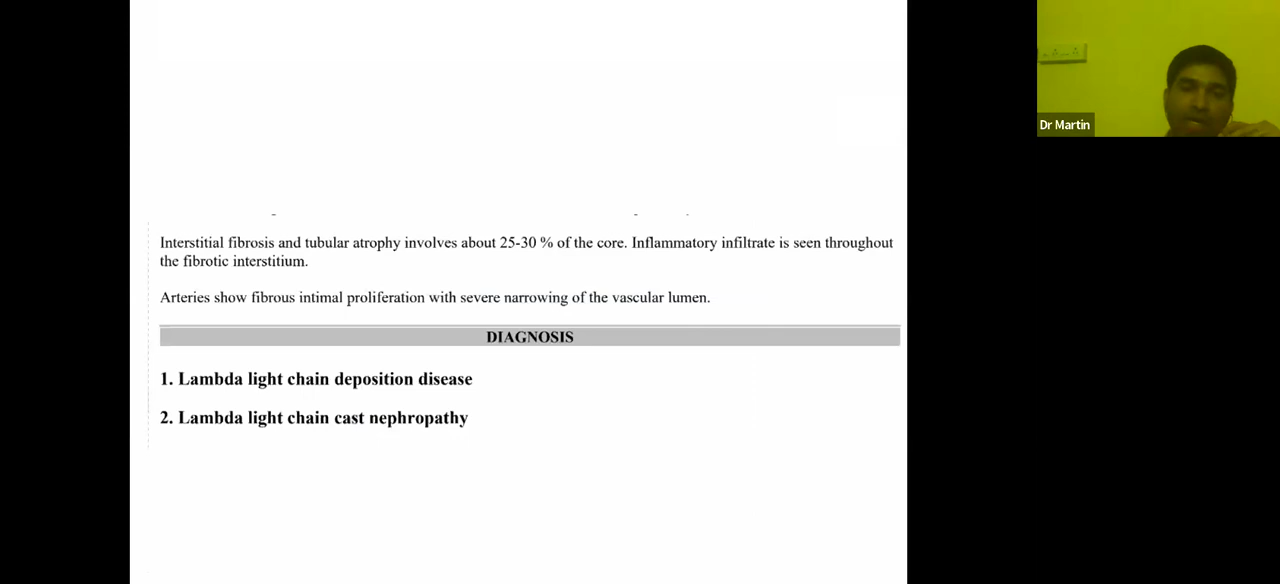 Interstitial fibrosis and tubular atrophy involves about 25-30 % of the core. Inflammatory infiltrate is seen throughout
the fibrotic interstitium.
Arteries show fibrous intimal proliferation with severe narrowing of the vascular lumen.
DIAGNOSIS
1. Lambda light chain deposition disease
2. Lambda light chain cast nephropathy
Dr Martin